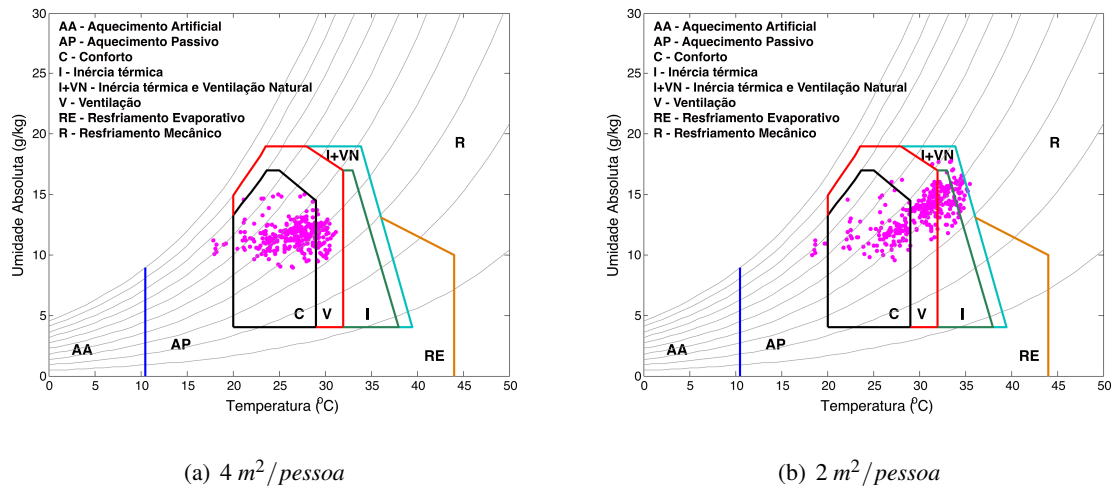 30
25
20
15
10
5
0
Umidade Absoluta (g/kg)
AA - Aquecimento Artificial
AP - Aquecimento Passivo
C - Conforto
I - Inércia térmica
I+VN - Inércia térmica e Ventilação Natural
V - Ventilação
RE - Resfriamento Evaporativo
R - Resfriamento Mecânico
R
I+VN
C
V
I
AA
AP
RE
0 5 10 15 20 25 30 35 40 45 50
Temperatura (ºC)
(a) 4 m²/pessoa
30
25
20
15
10
5
0
Umidade Absoluta (g/kg)
AA - Aquecimento Artificial
AP - Aquecimento Passivo
C - Conforto
I - Inércia térmica
I+VN - Inércia térmica e Ventilação Natural
V - Ventilação
RE - Resfriamento Evaporativo
R - Resfriamento Mecânico
R
I+VN
C
V
I
AA
AP
RE
0 5 10 15 20 25 30 35 40 45 50
Temperatura (ºC)
(b) 2 m²/pessoa